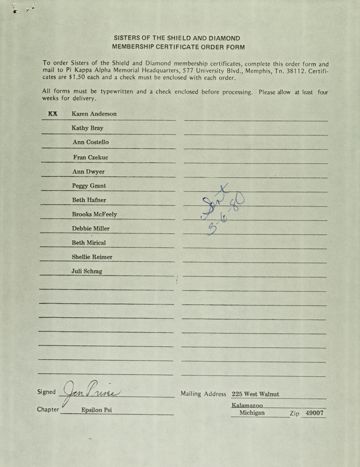 SISTERS OF THE SHIELD AND DIAMOND
MEMBERSHIP CERTIFICATE ORDER FORM
To order Sisters of the Shield and Diamond membership certificates, complete this order form and
mail to Pi Kappa Alpha Memorial Headquarters, 577 University Blvd., Memphis, Tn. 38112. Certifi-
cates are $1.50 each and a check must be enclosed with each order.
All forms must be typewritten and a check enclosed before processing. Please allow at least four
weeks for delivery.
KX Karen Anderson
Kathy Bray
Ann Costello
Fran Czekuc
Ann Dwyer
Peggy Grant
Beth Hafner
Brooks McFeely
Debbie Miller
Beth Mirical
Shellie Reimer
Juli Schrag
Sent
3-6-80
Signed Jon Prime
Mailing Address 225 West Walnut
Kalamazoo
Chapter Epsilon Psi
Michigan Zip 49007